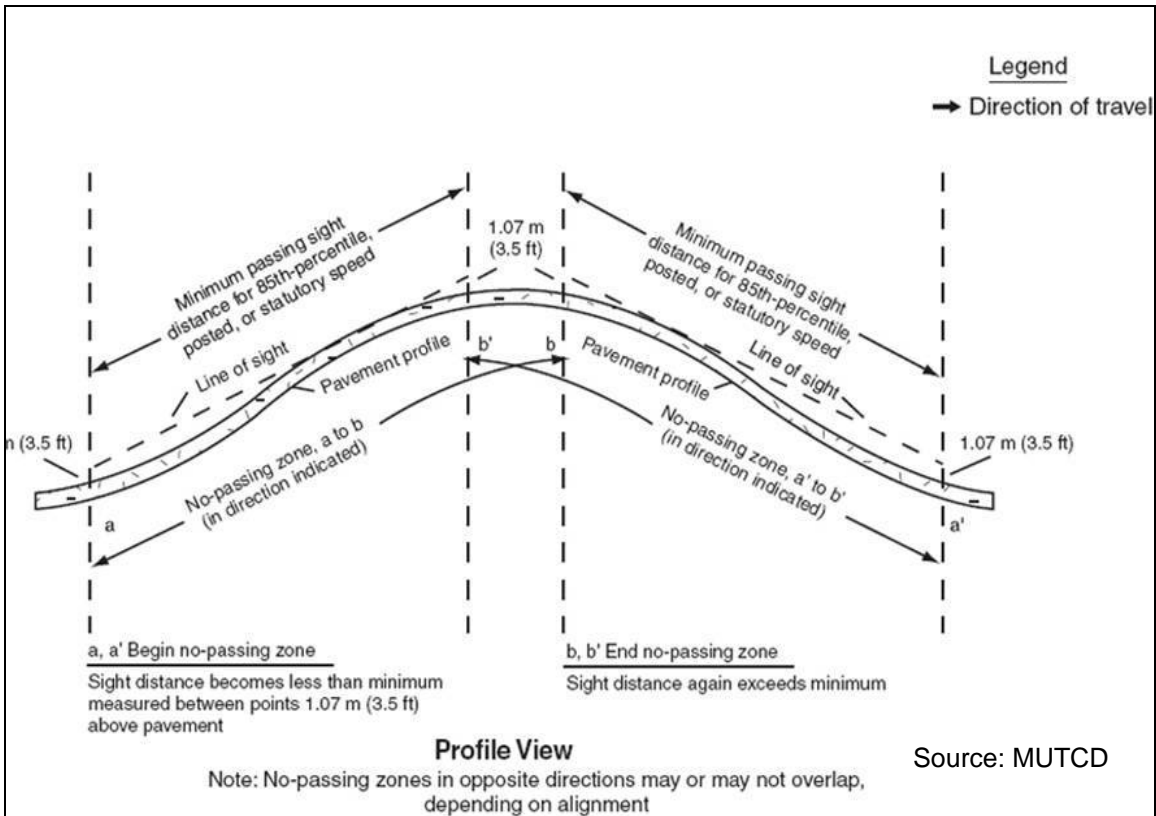 Legend
Direction of travel
1.07 m
(3.5 ft)
Minimum passing sight
distance for 85th-percentile,
posted, or statutory speed
Minimum passing sight
distance for 85th-percentile,
posted, or statutory speed
Line of sight
Pavement profile
b'
b
Pavement profile
Line of sight
m (3.5 ft)
No-passing zone, a to b
(in direction indicated)
No-passing zone, a' to b'
(in direction indicated)
1.07 m (3.5 ft)
a
a'
a, a' Begin no-passing zone
Sight distance becomes less than minimum
measured between points 1.07 m (3.5 ft)
above pavement
b, b' End no-passing zone
Sight distance again exceeds minimum
Profile View
Source: MUTCD
Note: No-passing zones in opposite directions may or may not overlap,
depending on alignment